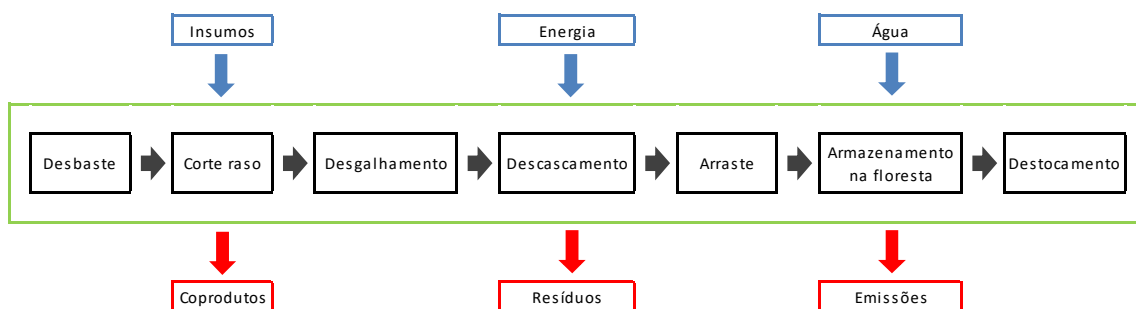 Insumos
Energia
Água
Desbaste
Corte raso
Desgalhamento
Descascamento
Arraste
Armazenamento
na floresta
Destocamento
Coprodutos
Resíduos
Emissões